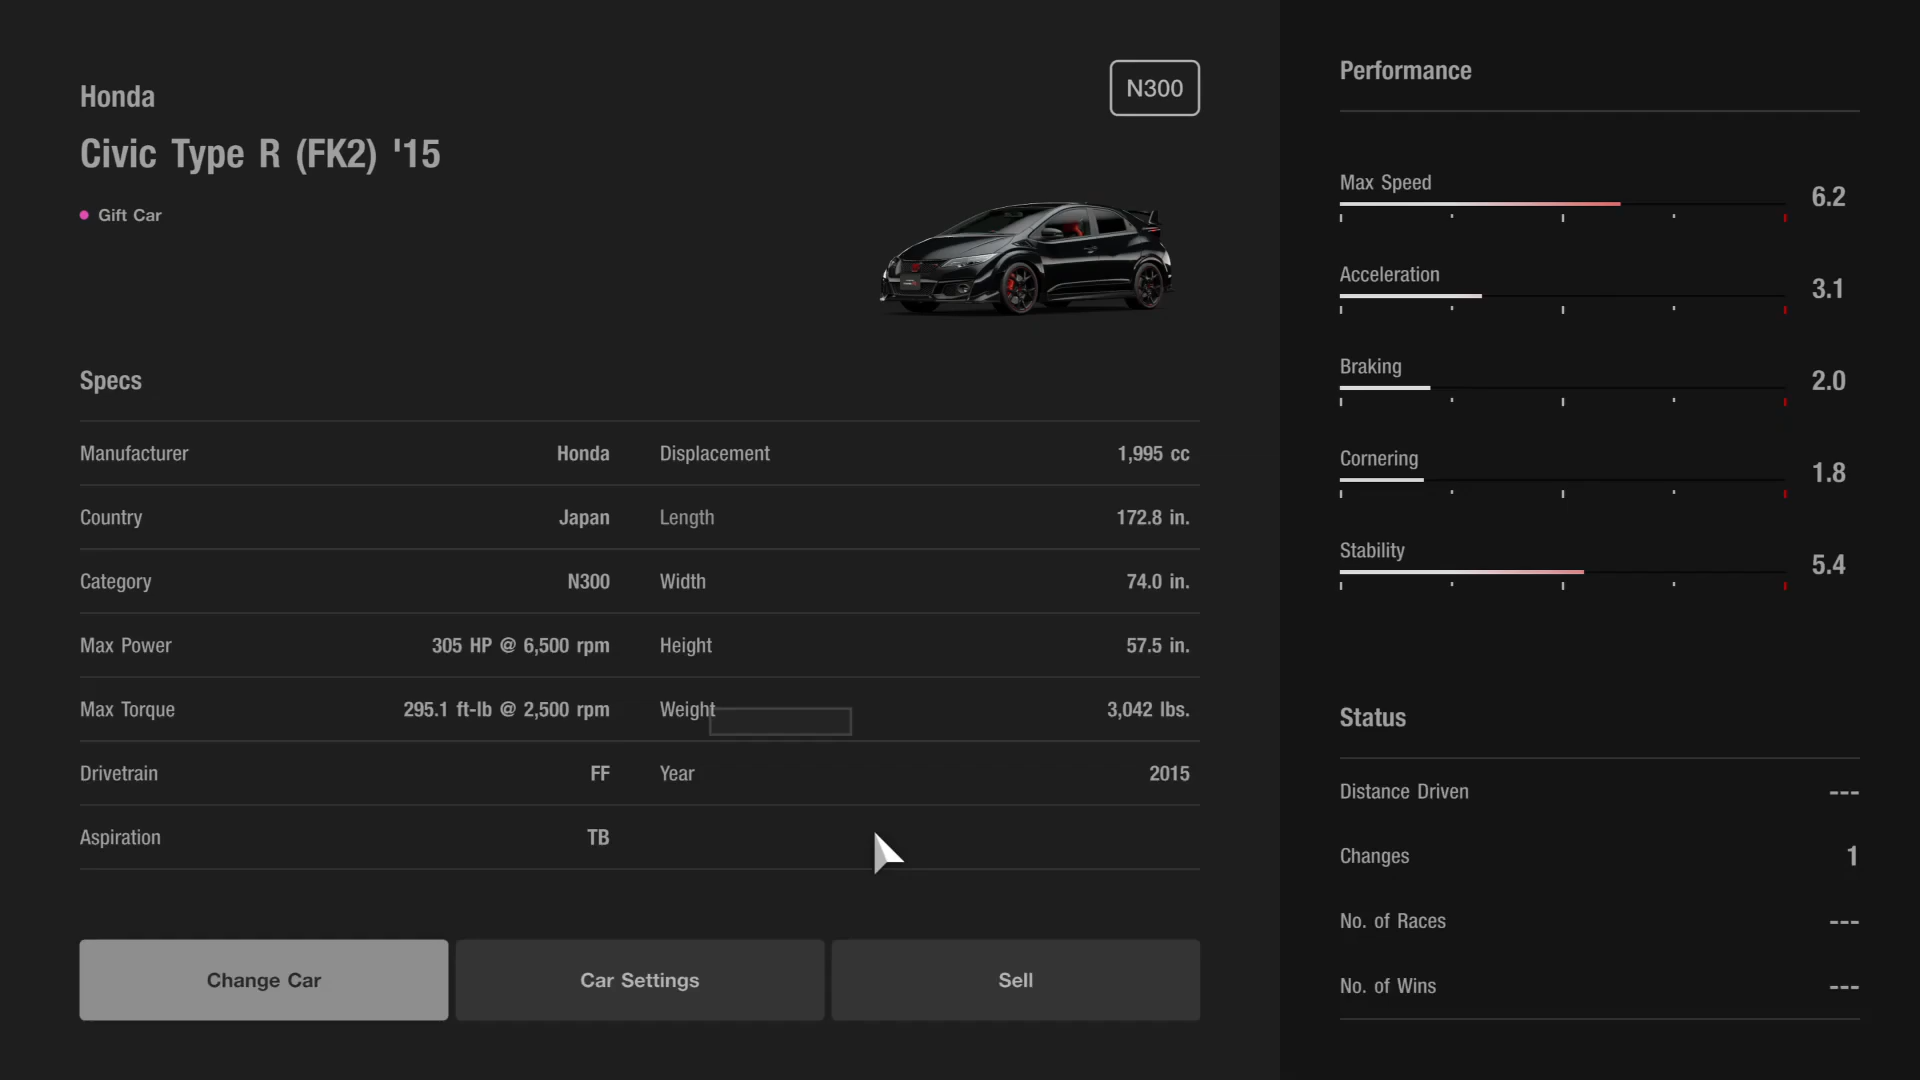 Honda
N300
Civic Type R (FK2) '15
Gift Car
Specs
Manufacturer Honda Displacement 1,995 cc
Country Japan Length 172.8 in.
Category N300 Width 74.0 in.
Max Power 305 HP @ 6,500 rpm Height 57.5 in.
Max Torque 295.1 ft-lb @ 2,500 rpm Weight 3,042 lbs.
Drivetrain FF Year 2015
Aspiration TB
Change Car Car Settings Sell
Performance
Max Speed 6.2
Acceleration 3.1
Braking 2.0
Cornering 1.8
Stability 5.4
Status
Distance Driven ---
Changes 1
No. of Races ---
No. of Wins ---